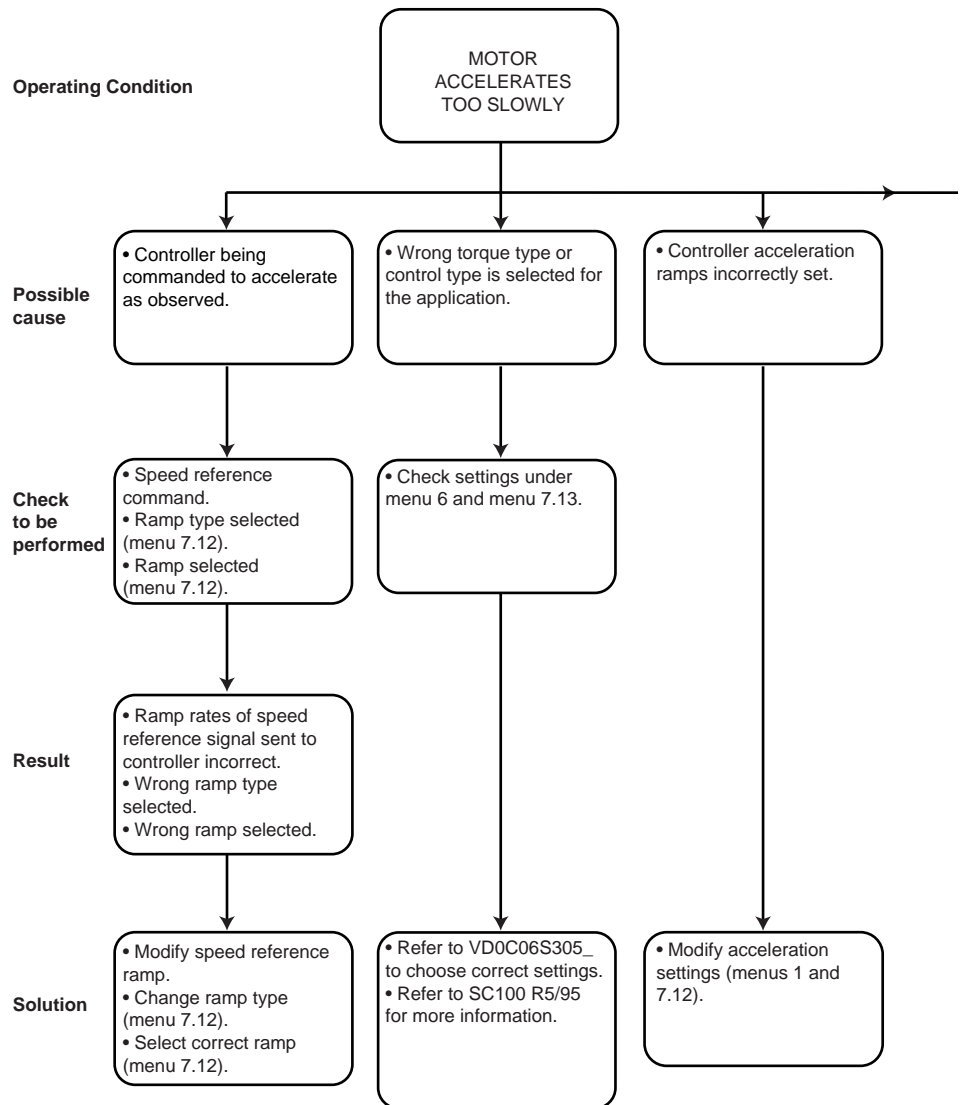 Operating Condition
MOTOR
ACCELERATES
TOO SLOWLY
Possible
cause
• Controller being
commanded to accelerate
as observed.
• Wrong torque type or
control type is selected for
the application.
• Controller acceleration
ramps incorrectly set.
Check
to be
performed
• Speed reference
command.
• Ramp type selected
(menu 7.12).
• Ramp selected
(menu 7.12).
• Check settings under
menu 6 and menu 7.13.
Result
• Ramp rates of speed
reference signal sent to
controller incorrect.
• Wrong ramp type
selected.
• Wrong ramp selected.
Solution
• Modify speed reference
ramp.
• Change ramp type
(menu 7.12).
• Select correct ramp
(menu 7.12).
• Refer to VD0C06S305_
to choose correct settings.
• Refer to SC100 R5/95
for more information.
• Modify acceleration
settings (menus 1 and
7.12).